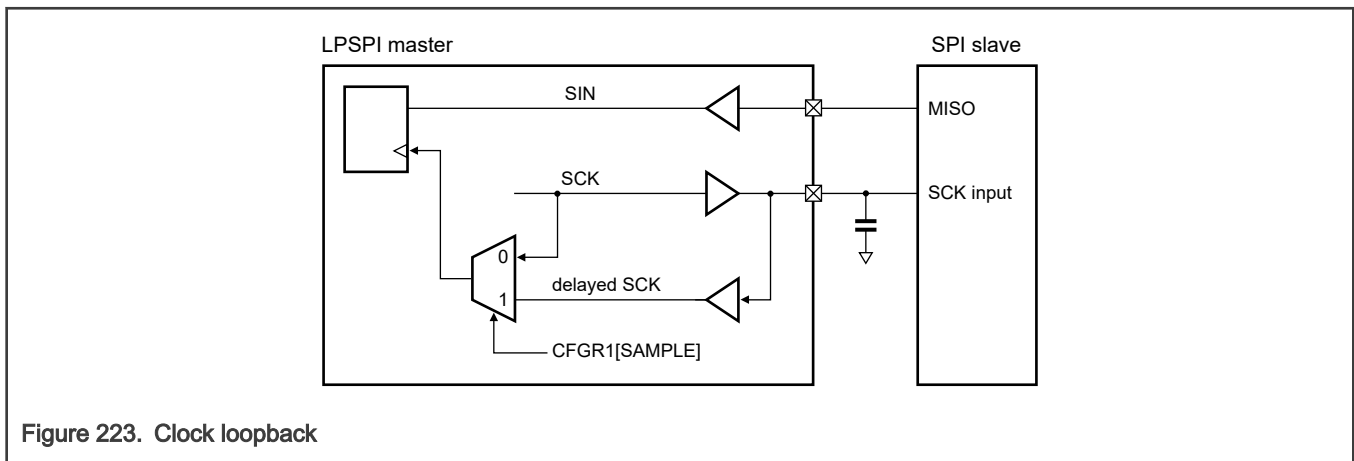 LPSPI master
SPI slave
SIN
MISO
SCK
SCK input
0
delayed SCK
1
CFGR1[SAMPLE]
Figure 223. Clock loopback